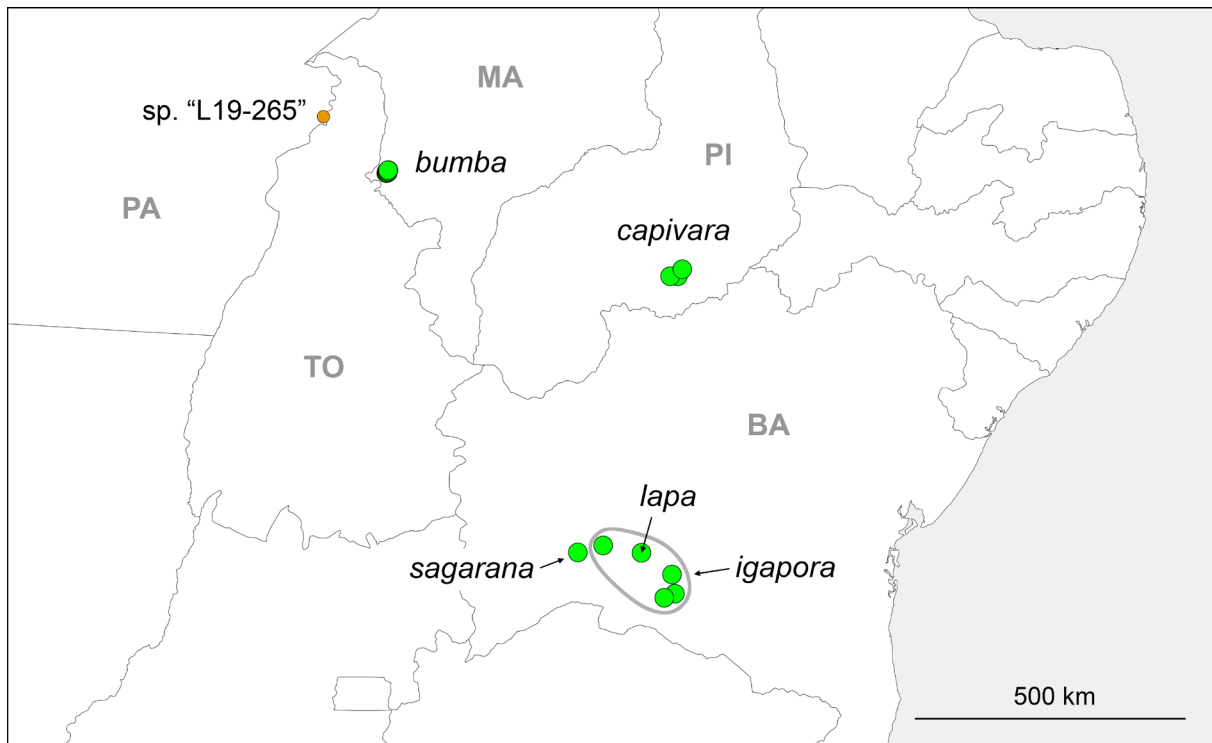 MA
sp. “L19-265”
PI
bumba
PA
capivara
TO
BA
lapa
sagarana
igapora
500 km